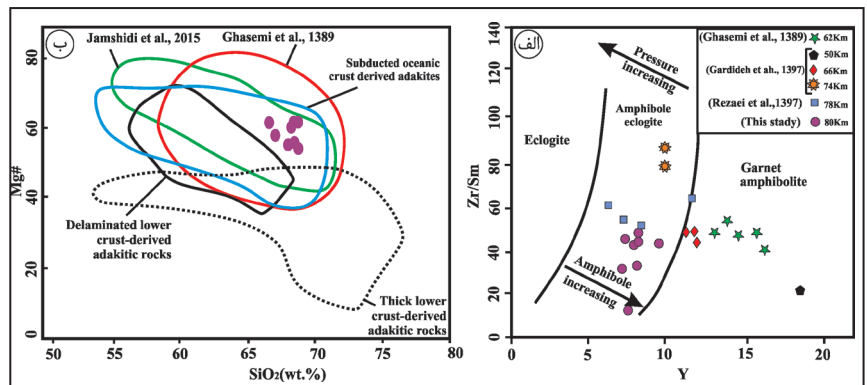 ب
Jamshidi et al., 2015
Ghasemi et al., 1389
Subducted oceanic
crust derived adakites
Delaminated lower
crust-derived
adakitic rocks
Thick lower
crust-derived
adakitic rocks
Mg#
80
60
40
20
0
50
55
60
65
70
75
80
SiO₂(wt.%)
الف
Pressure
increasing
(Ghasemi et al., 1389)
62Km
50Km
(Gardideh et ah., 1397)
66Km
74Km
(Rezaei et al.,1397)
78Km
(This study)
80Km
Eclogite
Amphibole
eclogite
Garnet
amphibolite
Amphibole
increasing
Zr/Sm
140
120
100
80
60
40
20
0
0
5
10
15
20
Y